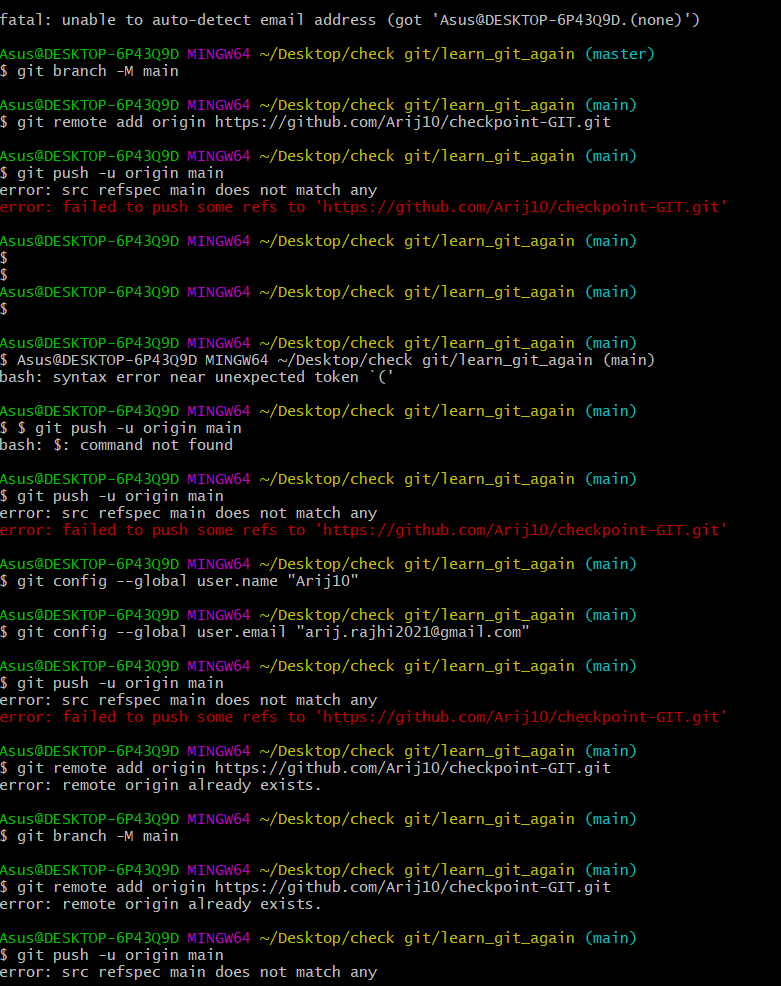 fatal: unable to auto-detect email address (got 'Asus@DESKTOP-6P43Q9D.(none)')
Asus@DESKTOP-6P43Q9D MINGW64 ~/Desktop/check git/learn_git_again (master)
$ git branch -M main
Asus@DESKTOP-6P43Q9D MINGW64 ~/Desktop/check git/learn_git_again (main)
$ git remote add origin https://github.com/Arij10/checkpoint-GIT.git
Asus@DESKTOP-6P43Q9D MINGW64 ~/Desktop/check git/learn_git_again (main)
$ git push -u origin main
error: src refspec main does not match any
error: failed to push some refs to 'https://github.com/Arij10/checkpoint-GIT.git'
Asus@DESKTOP-6P43Q9D MINGW64 ~/Desktop/check git/learn_git_again (main)
$
$
Asus@DESKTOP-6P43Q9D MINGW64 ~/Desktop/check git/learn_git_again (main)
$
Asus@DESKTOP-6P43Q9D MINGW64 ~/Desktop/check git/learn_git_again (main)
$ Asus@DESKTOP-6P43Q9D MINGW64 ~/Desktop/check git/learn_git_again (main)
bash: syntax error near unexpected token `('
Asus@DESKTOP-6P43Q9D MINGW64 ~/Desktop/check git/learn_git_again (main)
$ $ git push -u origin main
bash: $: command not found
Asus@DESKTOP-6P43Q9D MINGW64 ~/Desktop/check git/learn_git_again (main)
$ git push -u origin main
error: src refspec main does not match any
error: failed to push some refs to 'https://github.com/Arij10/checkpoint-GIT.git'
Asus@DESKTOP-6P43Q9D MINGW64 ~/Desktop/check git/learn_git_again (main)
$ git config --global user.name "Arij10"
Asus@DESKTOP-6P43Q9D MINGW64 ~/Desktop/check git/learn_git_again (main)
$ git config --global user.email "arij.rajhi2021@gmail.com"
Asus@DESKTOP-6P43Q9D MINGW64 ~/Desktop/check git/learn_git_again (main)
$ git push -u origin main
error: src refspec main does not match any
error: failed to push some refs to 'https://github.com/Arij10/checkpoint-GIT.git'
Asus@DESKTOP-6P43Q9D MINGW64 ~/Desktop/check git/learn_git_again (main)
$ git remote add origin https://github.com/Arij10/checkpoint-GIT.git
error: remote origin already exists.
Asus@DESKTOP-6P43Q9D MINGW64 ~/Desktop/check git/learn_git_again (main)
$ git branch -M main
Asus@DESKTOP-6P43Q9D MINGW64 ~/Desktop/check git/learn_git_again (main)
$ git remote add origin https://github.com/Arij10/checkpoint-GIT.git
error: remote origin already exists.
Asus@DESKTOP-6P43Q9D MINGW64 ~/Desktop/check git/learn_git_again (main)
$ git push -u origin main
error: src refspec main does not match any